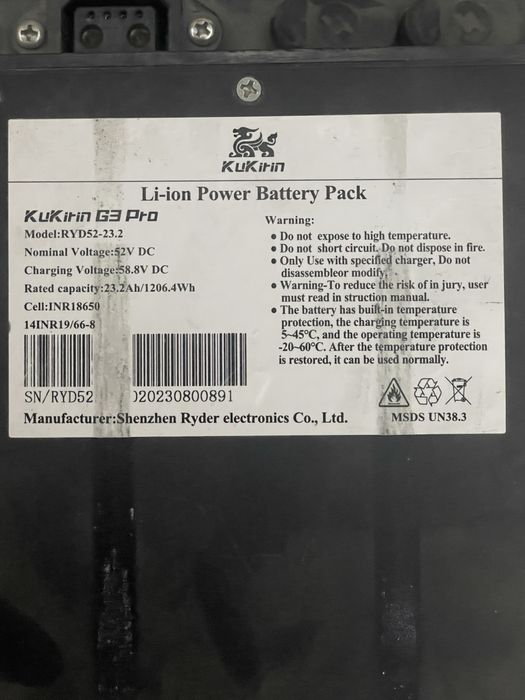 KuKirin
Li-ion Power Battery Pack
KuKirin G3 Pro
Model:RYD52-23.2
Nominal Voltage:52V DC
Charging Voltage:58.8V DC
Rated capacity:23.2Ah/1206.4Wh
Cell:INR18650
14INR19/66-8
SN/RYD52 020230800891
Warning:
• Do not expose to high temperature.
• Do not short circuit. Do not dispose in fire.
• Only Use with specified charger, Do not
disassembleor modify.
• Warning-To reduce the risk of in jury, user
must read in struction manual.
• The battery has built-in temperature
protection, the charging temperature is
5~45°C, and the operating temperature is
-20~60°C. After the temperature protection
is restored, it can be used normally.
Manufacturer:Shenzhen Ryder electronics Co., Ltd.
MSDS UN38.3